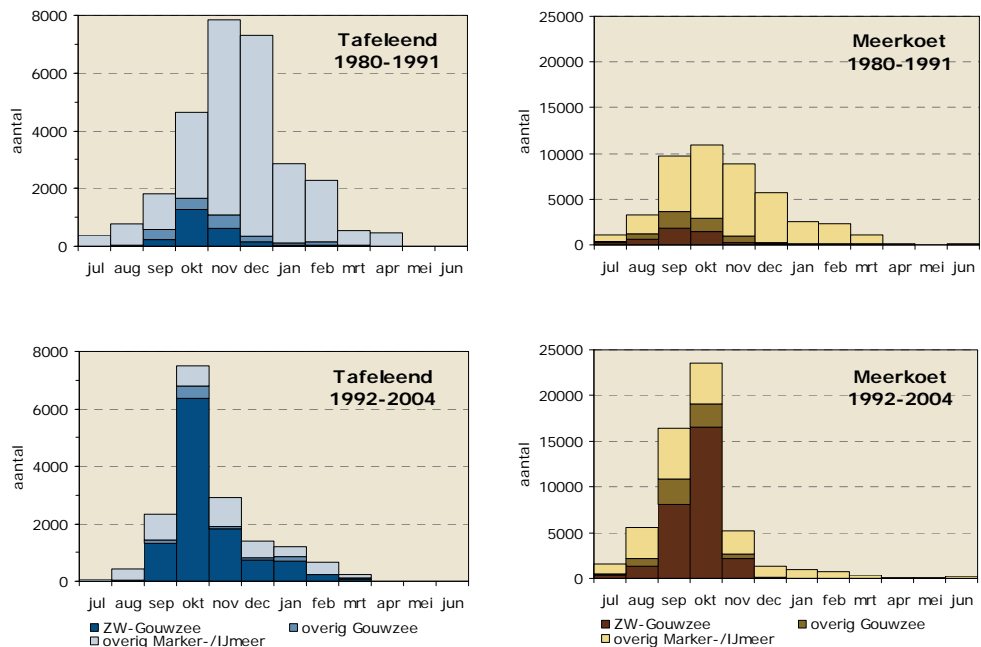 Tafeleend
1980-1991
aantal
8000
6000
4000
2000
0
jul aug sep okt nov dec jan feb mrt apr mei jun
Meerkoet
1980-1991
aantal
25000
20000
15000
10000
5000
0
jul aug sep okt nov dec jan feb mrt apr mei jun
Tafeleend
1992-2004
aantal
8000
6000
4000
2000
0
jul aug sep okt nov dec jan feb mrt apr mei jun
ZW-Gouwzee overig Gouwzee
overig Marker-/IJmeer
Meerkoet
1992-2004
aantal
25000
20000
15000
10000
5000
0
jul aug sep okt nov dec jan feb mrt apr mei jun
ZW-Gouwzee overig Gouwzee
overig Marker-/IJmeer